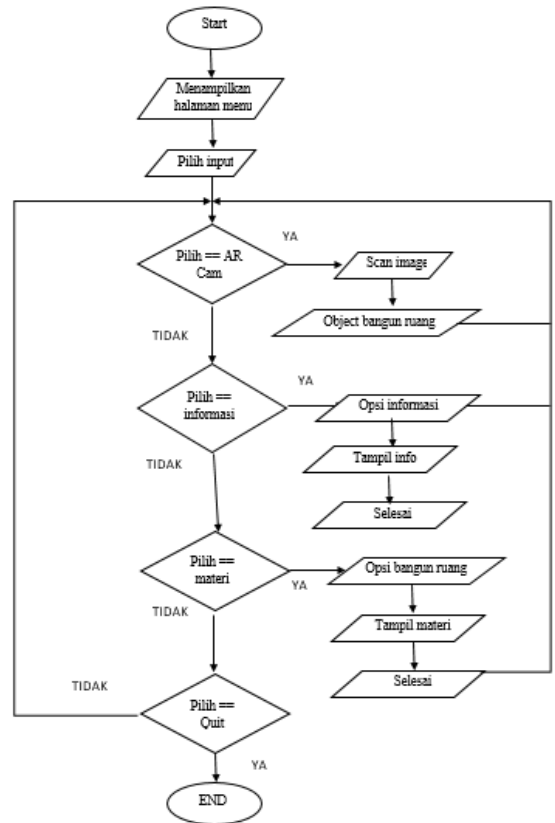 Start
Menampilkan
halaman menu
Pilih input
Pilih == AR
Cam
YA
Scan image
Object bangun ruang
TIDAK
Pilih ==
informasi
YA
Opsi informasi
Tampil info
Selesai
TIDAK
Pilih ==
materi
YA
Opsi bangun ruang
Tampil materi
Selesai
TIDAK
Pilih ==
Quit
TIDAK
YA
END